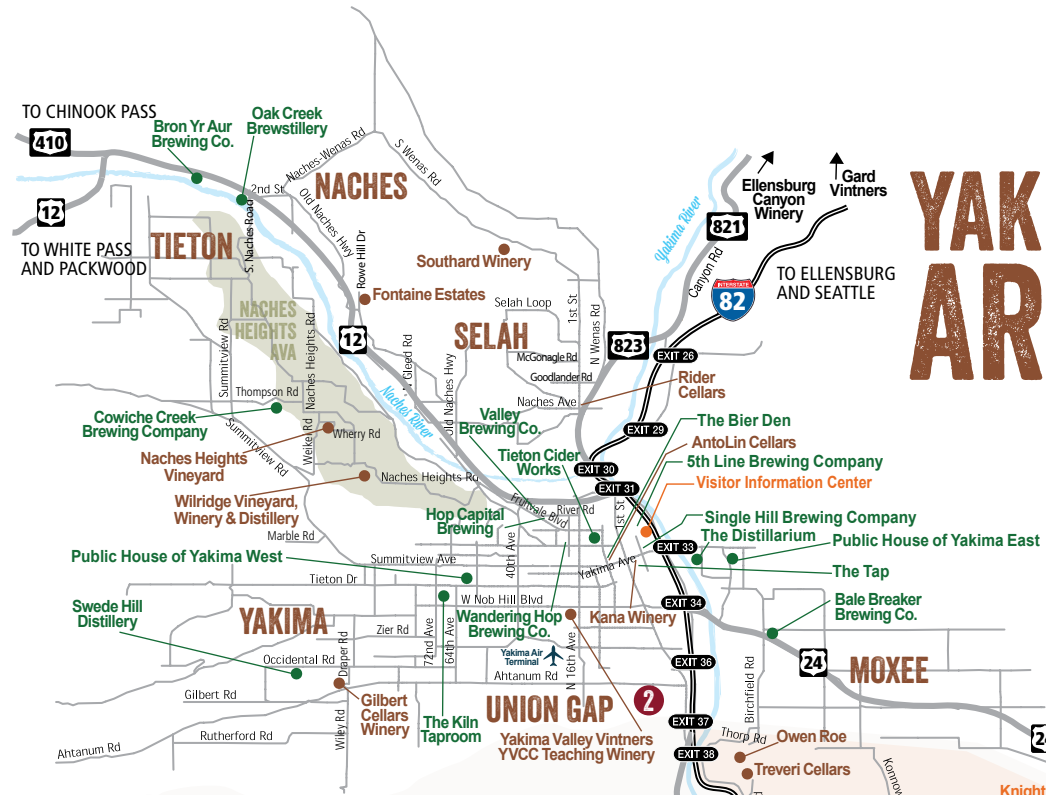 TO CHINOOK PASS
410
12
TO WHITE PASS
AND PACKWOOD
Bron Yr Aur
Brewing Co.
Oak Creek
Brewstillery
2nd St
Naches-Wenas Rd
S Wenas Rd
NACHES
Old Naches Hwy
TIETON
S. Naches Road
Rowe Hill Dr
Southard Winery
Fontaine Estates
NACHES
HEIGHTS
AVA
12
Selah Loop
1st St
N Wenas Rd
SELAH
McGonagle Rd
Goodlander Rd
Naches Ave
Yakima River
Canyon Rd
821
Ellensburg
Canyon
Winery
Gard
Vintners
INTERSTATE
82
TO ELLENSBURG
AND SEATTLE
YAK
AR
823
EXIT 26
Rider
Cellars
EXIT 29
EXIT 30
EXIT 31
Summitview Rd
Naches Heights Rd
Thompson Rd
N Gleed Rd
Old Naches Hwy
Naches River
Cowiche Creek
Brewing Company
Summitview Rd
Weikel Rd
Wherry Rd
Naches Heights
Vineyard
Naches Heights Rd
Wilridge Vineyard,
Winery & Distillery
Marble Rd
Valley
Brewing Co.
Tieton Cider
Works
The Bier Den
AntoLin Cellars
5th Line Brewing Company
Visitor Information Center
Fruitvale Blvd
River Rd
1st St
Hop Capital
Brewing
Single Hill Brewing Company
The Distillarium
Public House of Yakima East
EXIT 33
The Tap
Public House of Yakima West
Summitview Ave
40th Ave
Yakima Ave
Tieton Dr
W Nob Hill Blvd
Swede Hill
Distillery
YAKIMA
Zier Rd
72nd Ave
64th Ave
Wandering Hop
Brewing Co.
Kana Winery
EXIT 34
Bale Breaker
Brewing Co.
24
MOXEE
Yakima Air
Terminal
N 16th Ave
Ahtanum Rd
EXIT 36
Occidental Rd
Draper Rd
Gilbert Rd
Gilbert
Cellars
Winery
The Kiln
Taproom
UNION GAP
2
Birchfield Rd
EXIT 37
Rutherford Rd
Wiley Rd
Ahtanum Rd
Yakima Valley Vintners
YVCC Teaching Winery
EXIT 38
Thorp Rd
Owen Roe
Treveri Cellars
Konnow
Knight